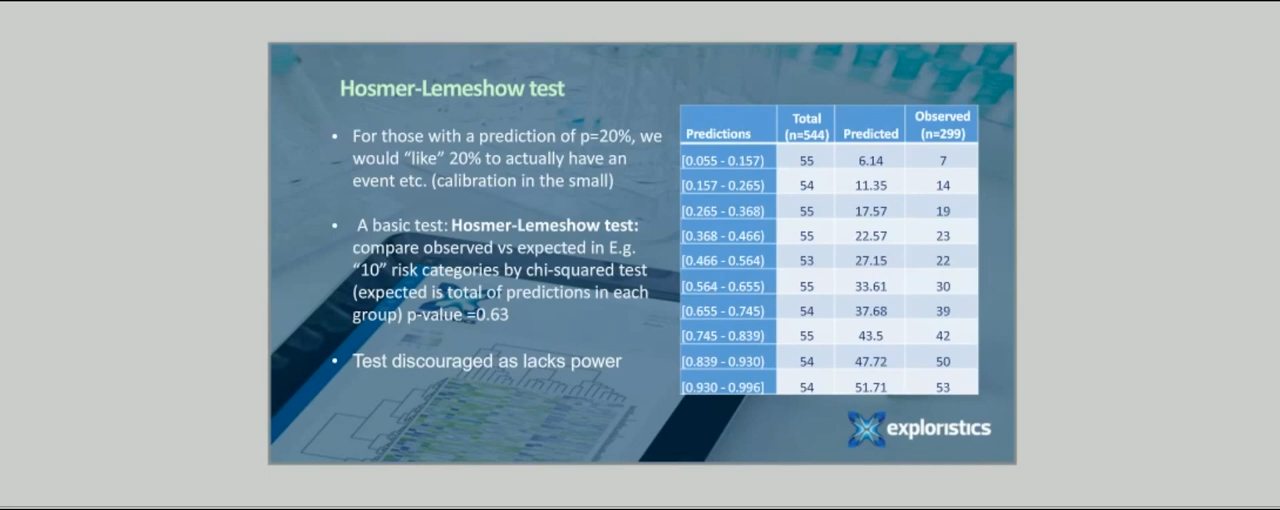 Hosmer-Lemeshow test
• For those with a prediction of p=20%, we
would “like” 20% to actually have an
event etc. (calibration in the small)
• A basic test: Hosmer-Lemeshow test:
compare observed vs expected in E.g.
“10” risk categories by chi-squared test
(expected is total of predictions in each
group) p-value =0.63
• Test discouraged as lacks power
Predictions Total (n=544) Predicted Observed (n=299)
[0.055 - 0.157) 55 6.14 7
[0.157 - 0.265) 54 11.35 14
[0.265 - 0.368) 55 17.57 19
[0.368 - 0.466) 55 22.57 23
[0.466 - 0.564) 53 27.15 22
[0.564 - 0.655) 55 33.61 30
[0.655 - 0.745) 54 37.68 39
[0.745 - 0.839) 55 43.5 42
[0.839 - 0.930) 54 47.72 50
[0.930 - 0.996] 54 51.71 53
exploristics